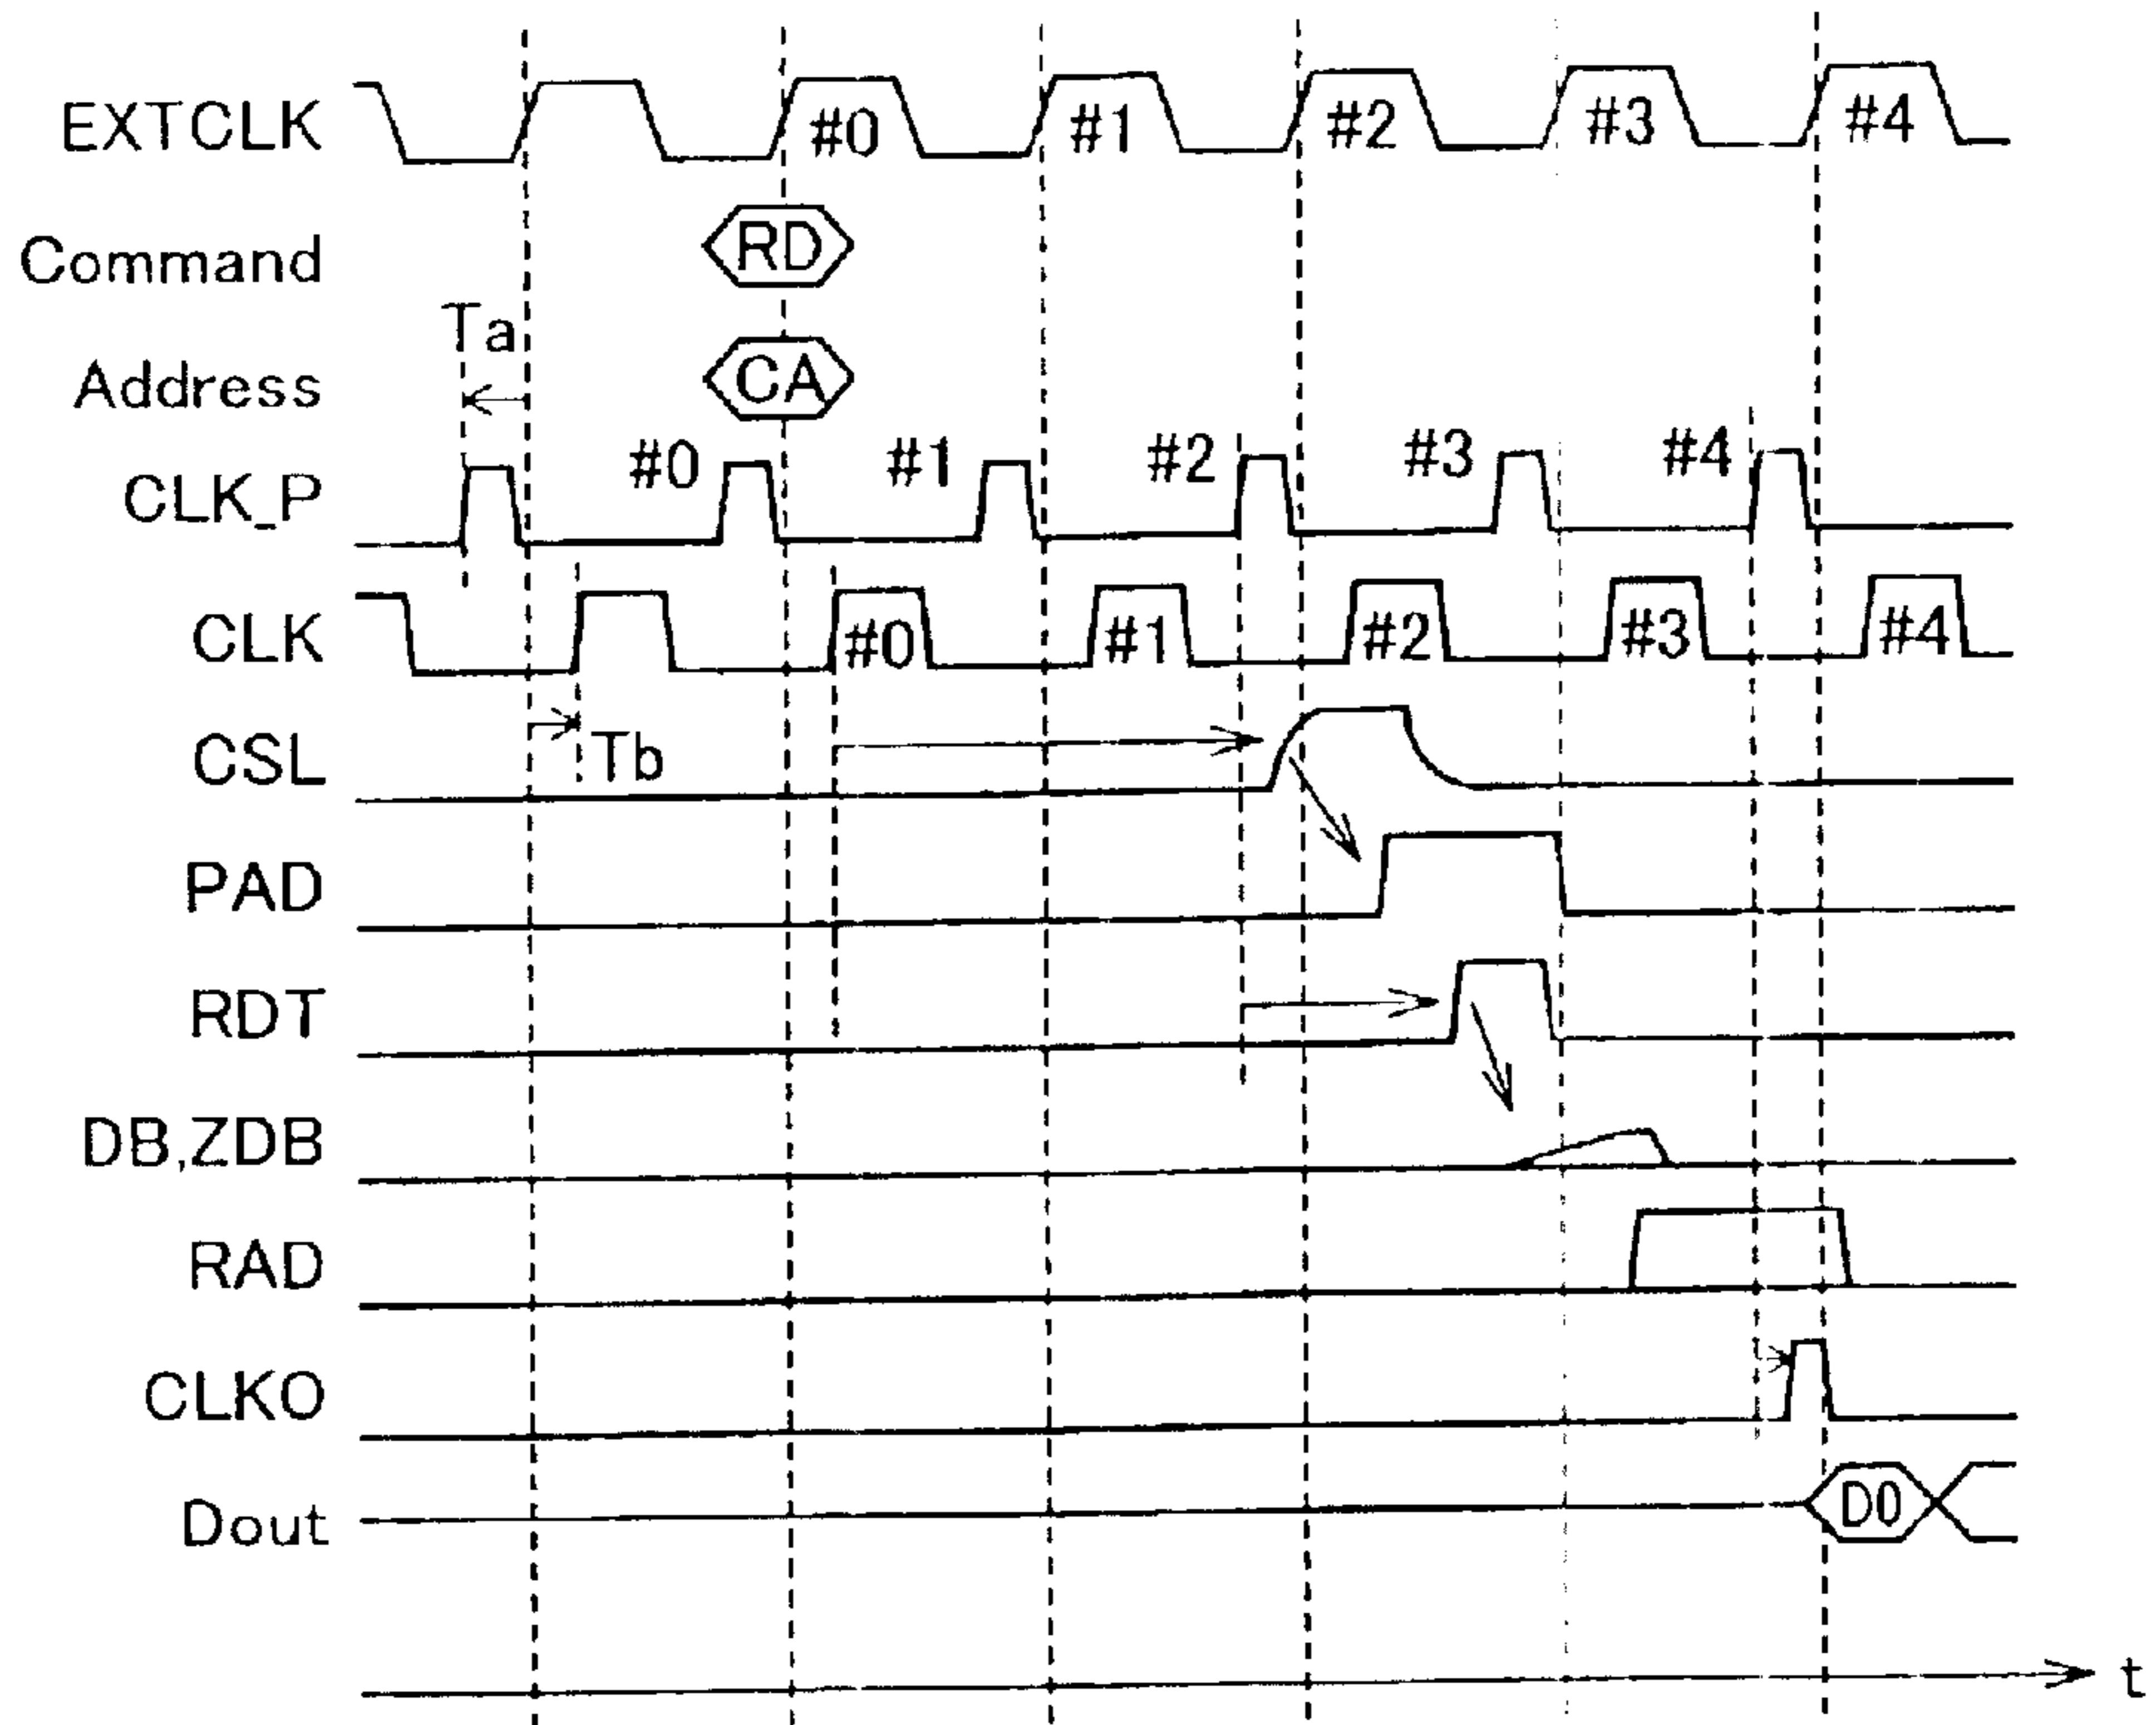 EXTCLK #0 #1 #2 #3 #4
Command RD
Ta
Address CA
CLK_P #0 #1 #2 #3 #4
CLK #0 #1 #2 #3 #4
CSL Tb
PAD
RDT
DB,ZDB
RAD
CLKO
Dout D0
t